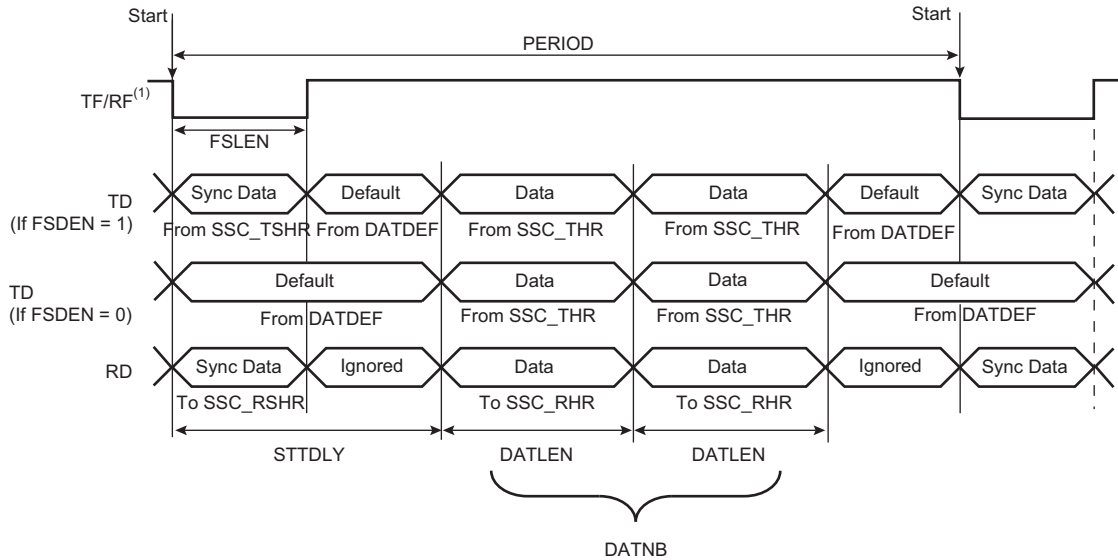 Start Start
PERIOD
TF/RF(1)
FSLEN
TD
(If FSDEN = 1)
Sync Data Default Data Data Default Sync Data
From SSC_TSHR From DATDEF From SSC_THR From SSC_THR From DATDEF
TD
(If FSDEN = 0)
Default Data Data Default
From DATDEF From SSC_THR From SSC_THR From DATDEF
RD
Sync Data Ignored Data Data Ignored Sync Data
To SSC_RSHR To SSC_RHR To SSC_RHR
STTDLY DATLEN DATLEN
DATNB